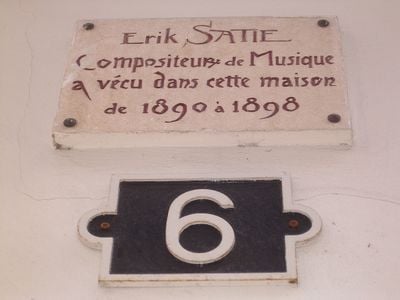 Erik SATIE
Compositeur de Musique
a vécu dans cette maison
de 1890 à 1898
6